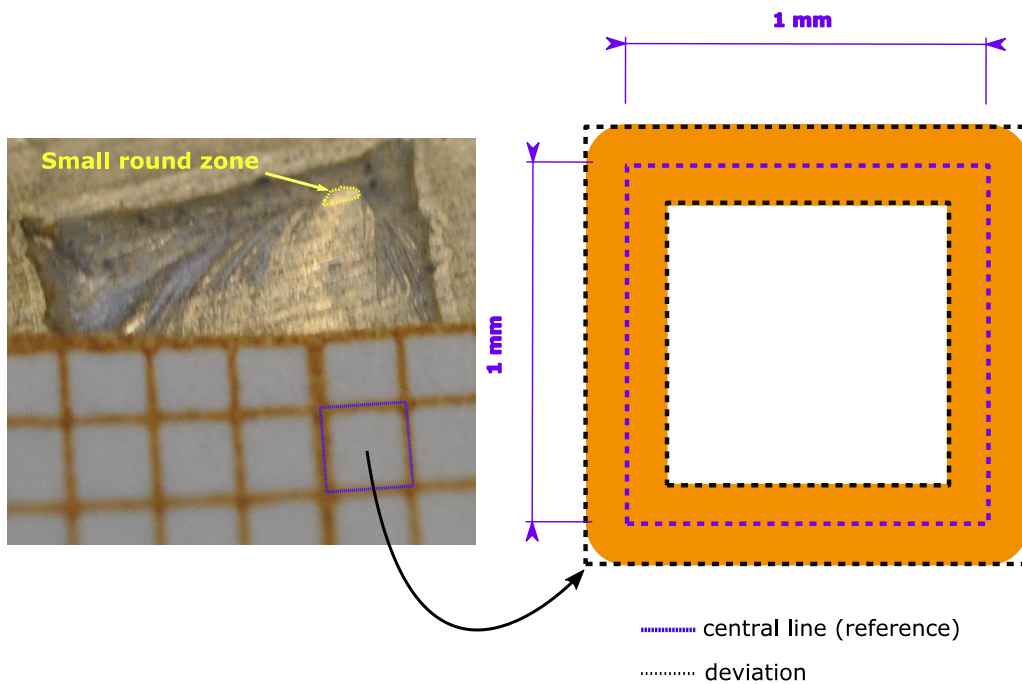 1 mm
Small round zone
1 mm
central line (reference)
deviation